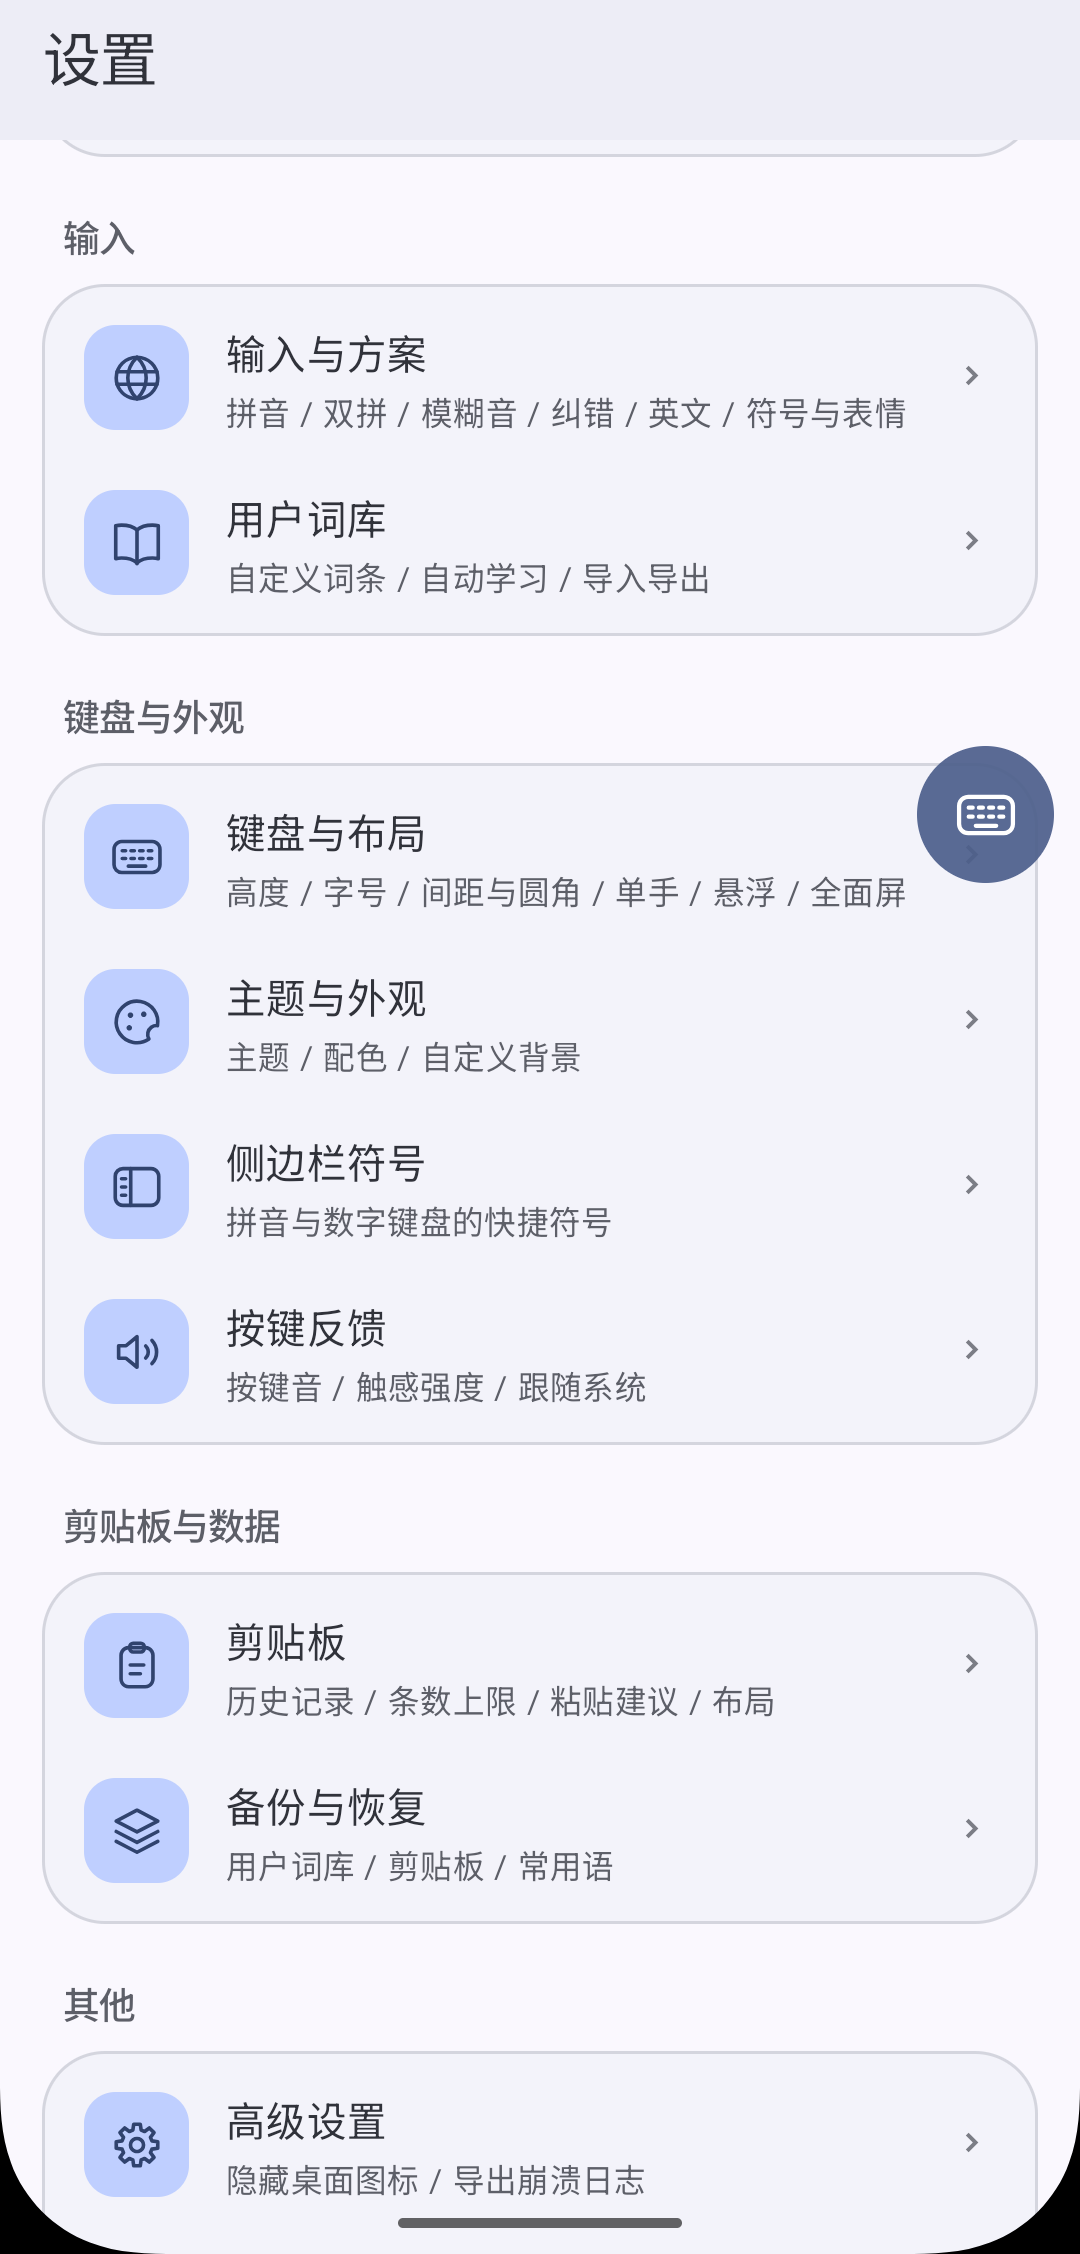 设置
输入
输入与方案
拼音 / 双拼 / 模糊音 / 纠错 / 英文 / 符号与表情
用户词库
自定义词条 / 自动学习 / 导入导出
键盘与外观
键盘与布局
高度 / 字号 / 间距与圆角 / 单手 / 悬浮 / 全面屏
主题与外观
主题 / 配色 / 自定义背景
侧边栏符号
拼音与数字键盘的快捷符号
按键反馈
按键音 / 触感强度 / 跟随系统
剪贴板与数据
剪贴板
历史记录 / 条数上限 / 粘贴建议 / 布局
备份与恢复
用户词库 / 剪贴板 / 常用语
其他
高级设置
隐藏桌面图标 / 导出崩溃日志